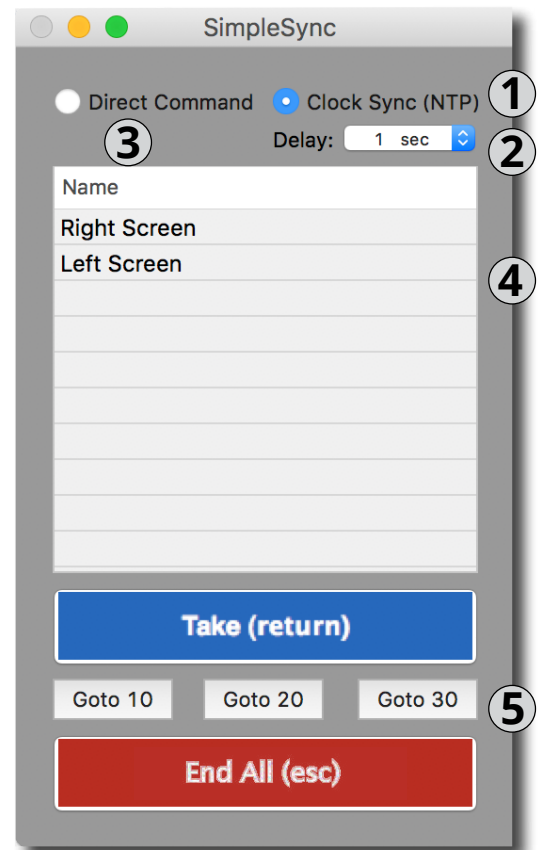 SimpleSync
Direct Command Clock Sync (NTP) 1
3 Delay: 1 sec 2
Name
Right Screen
Left Screen
4
Take (return)
Goto 10 Goto 20 Goto 30 5
End All (esc)